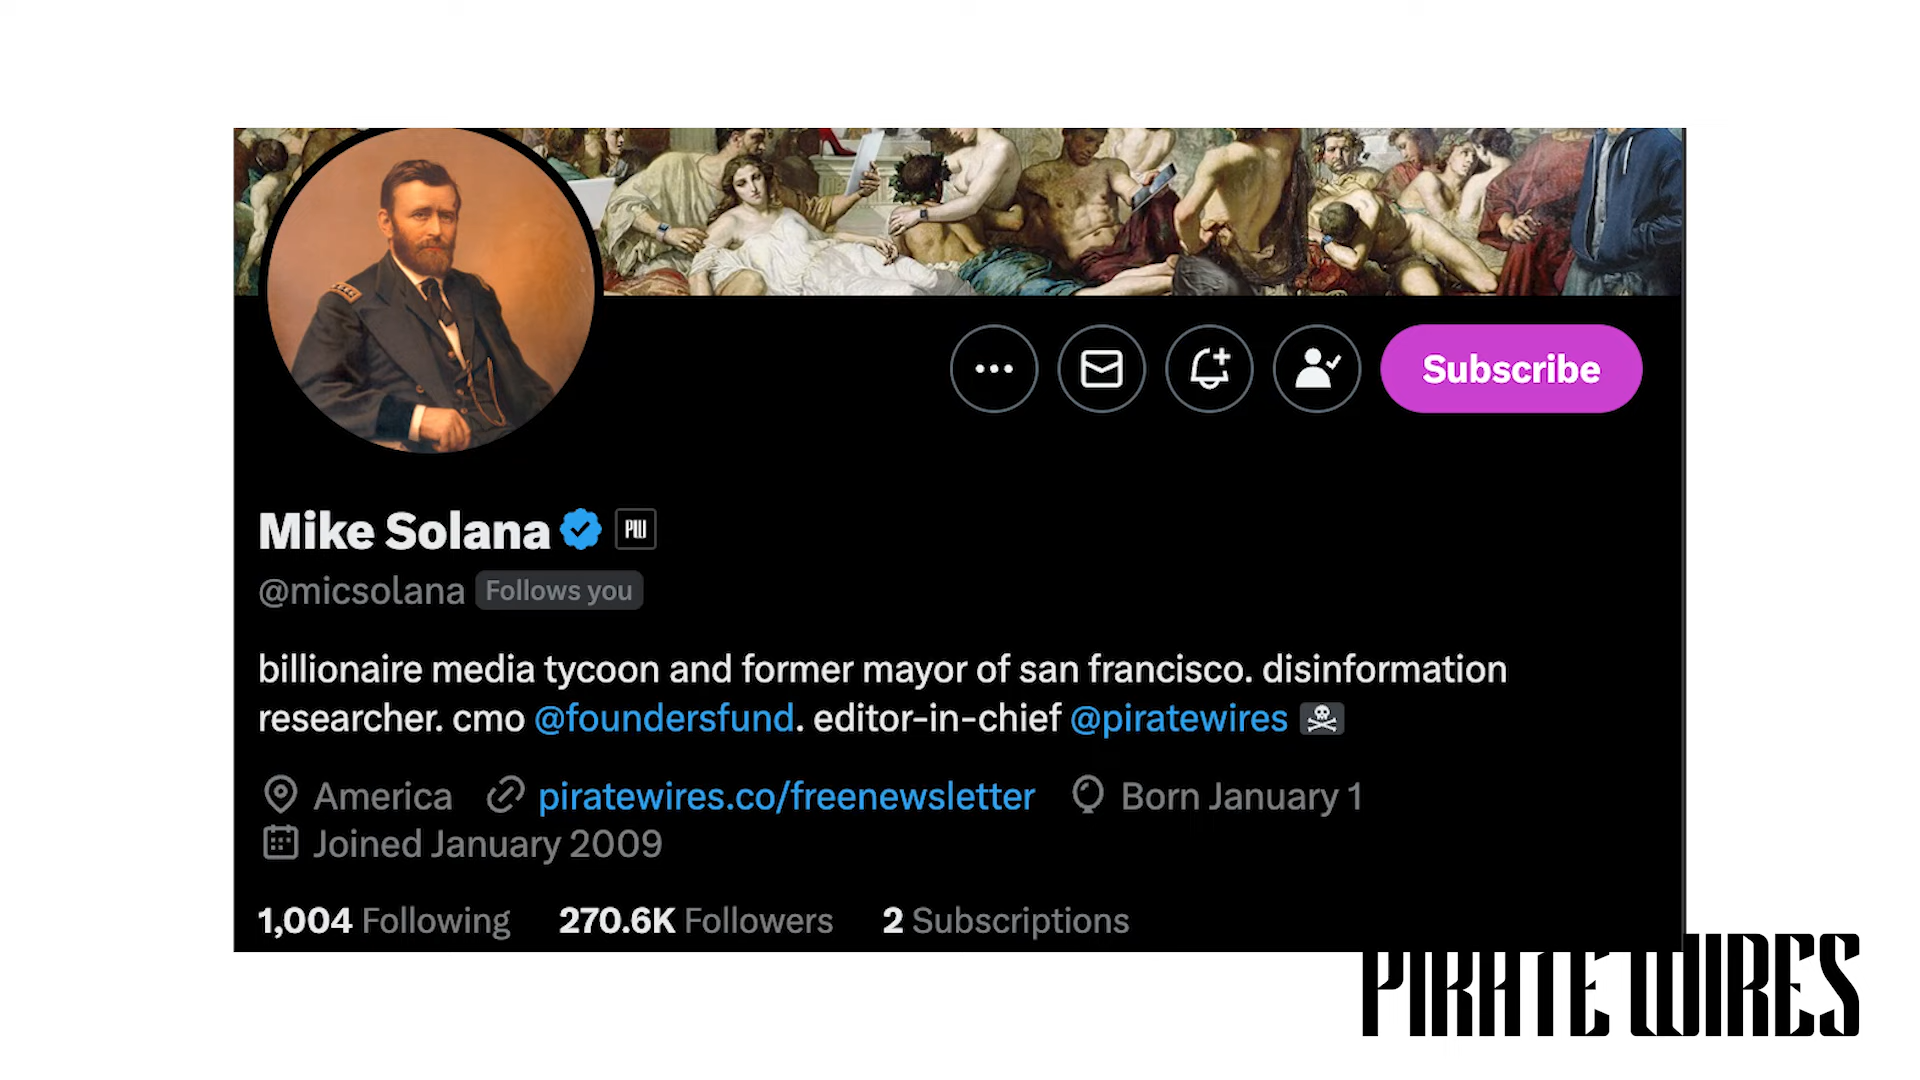 Subscribe
Mike Solana PW
@micsolana Follows you
billionaire media tycoon and former mayor of san francisco. disinformation
researcher. cmo @foundersfund. editor-in-chief @piratewires ☠
America piratewires.co/freenewsletter Born January 1
Joined January 2009
1,004 Following 270.6K Followers 2 Subscriptions
PIRATE WIRES